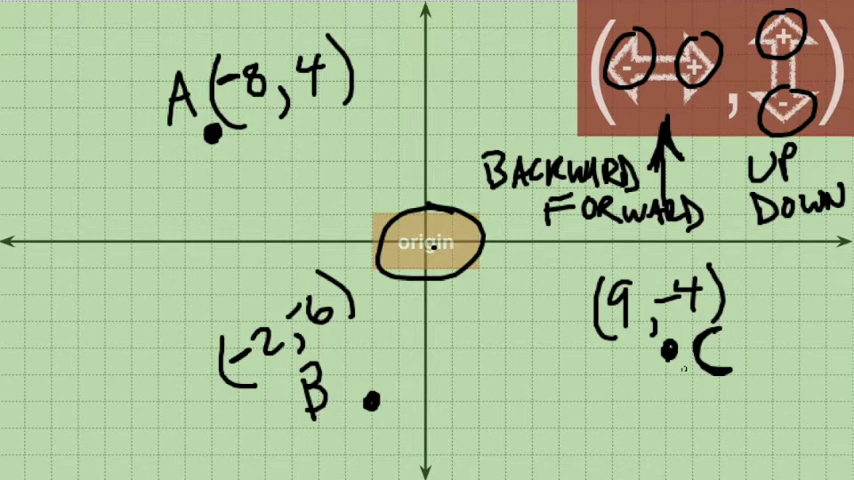 A(-8,4)
( - + , + - )
BACKWARD
FORWARD
UP
DOWN
origin
(-2,-6)
B
(9,-4)
C